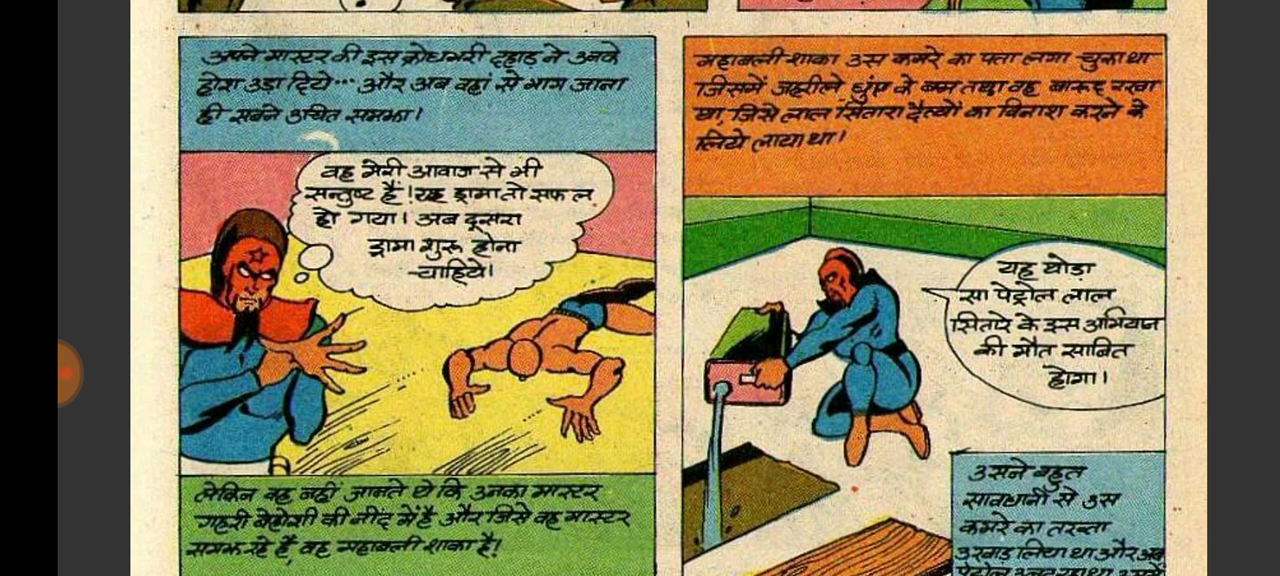 अपने मास्टर की इस क्रोधभरी दहाड़ ने उनके
होश उड़ा दिये... और अब वहां से भाग जाना
ही सबने उचित समझा।
वह मेरी आवाज से भी
सन्तुष्ट हैं! यह ड्रामा तो सफल
हो गया। अब दूसरा
ड्रामा शुरू होना
चाहिये।
लेकिन वह नहीं जानते थे कि उनका मास्टर
गहरी बेहोशी की नींद में है और जिसे वह मास्टर
समझ रहे हैं, वह महाबली शाका है!
महाबली शाका उस कमरे का पता लगा चुका था
जिसमें जहरीले धुंए के बम तथा वह बारूद रखा
था, जिसे लाल सितारा दैत्यों का विनाश करने के
लिये लाया था!
यह थोड़ा
सा पेट्रोल लाल
सितारे के इस अभियान
की मौत साबित
होगा।
उसने बहुत
सावधानी से उस
कमरे का तख्ता
उखाड़ लिया था और अब
पेट्रोल